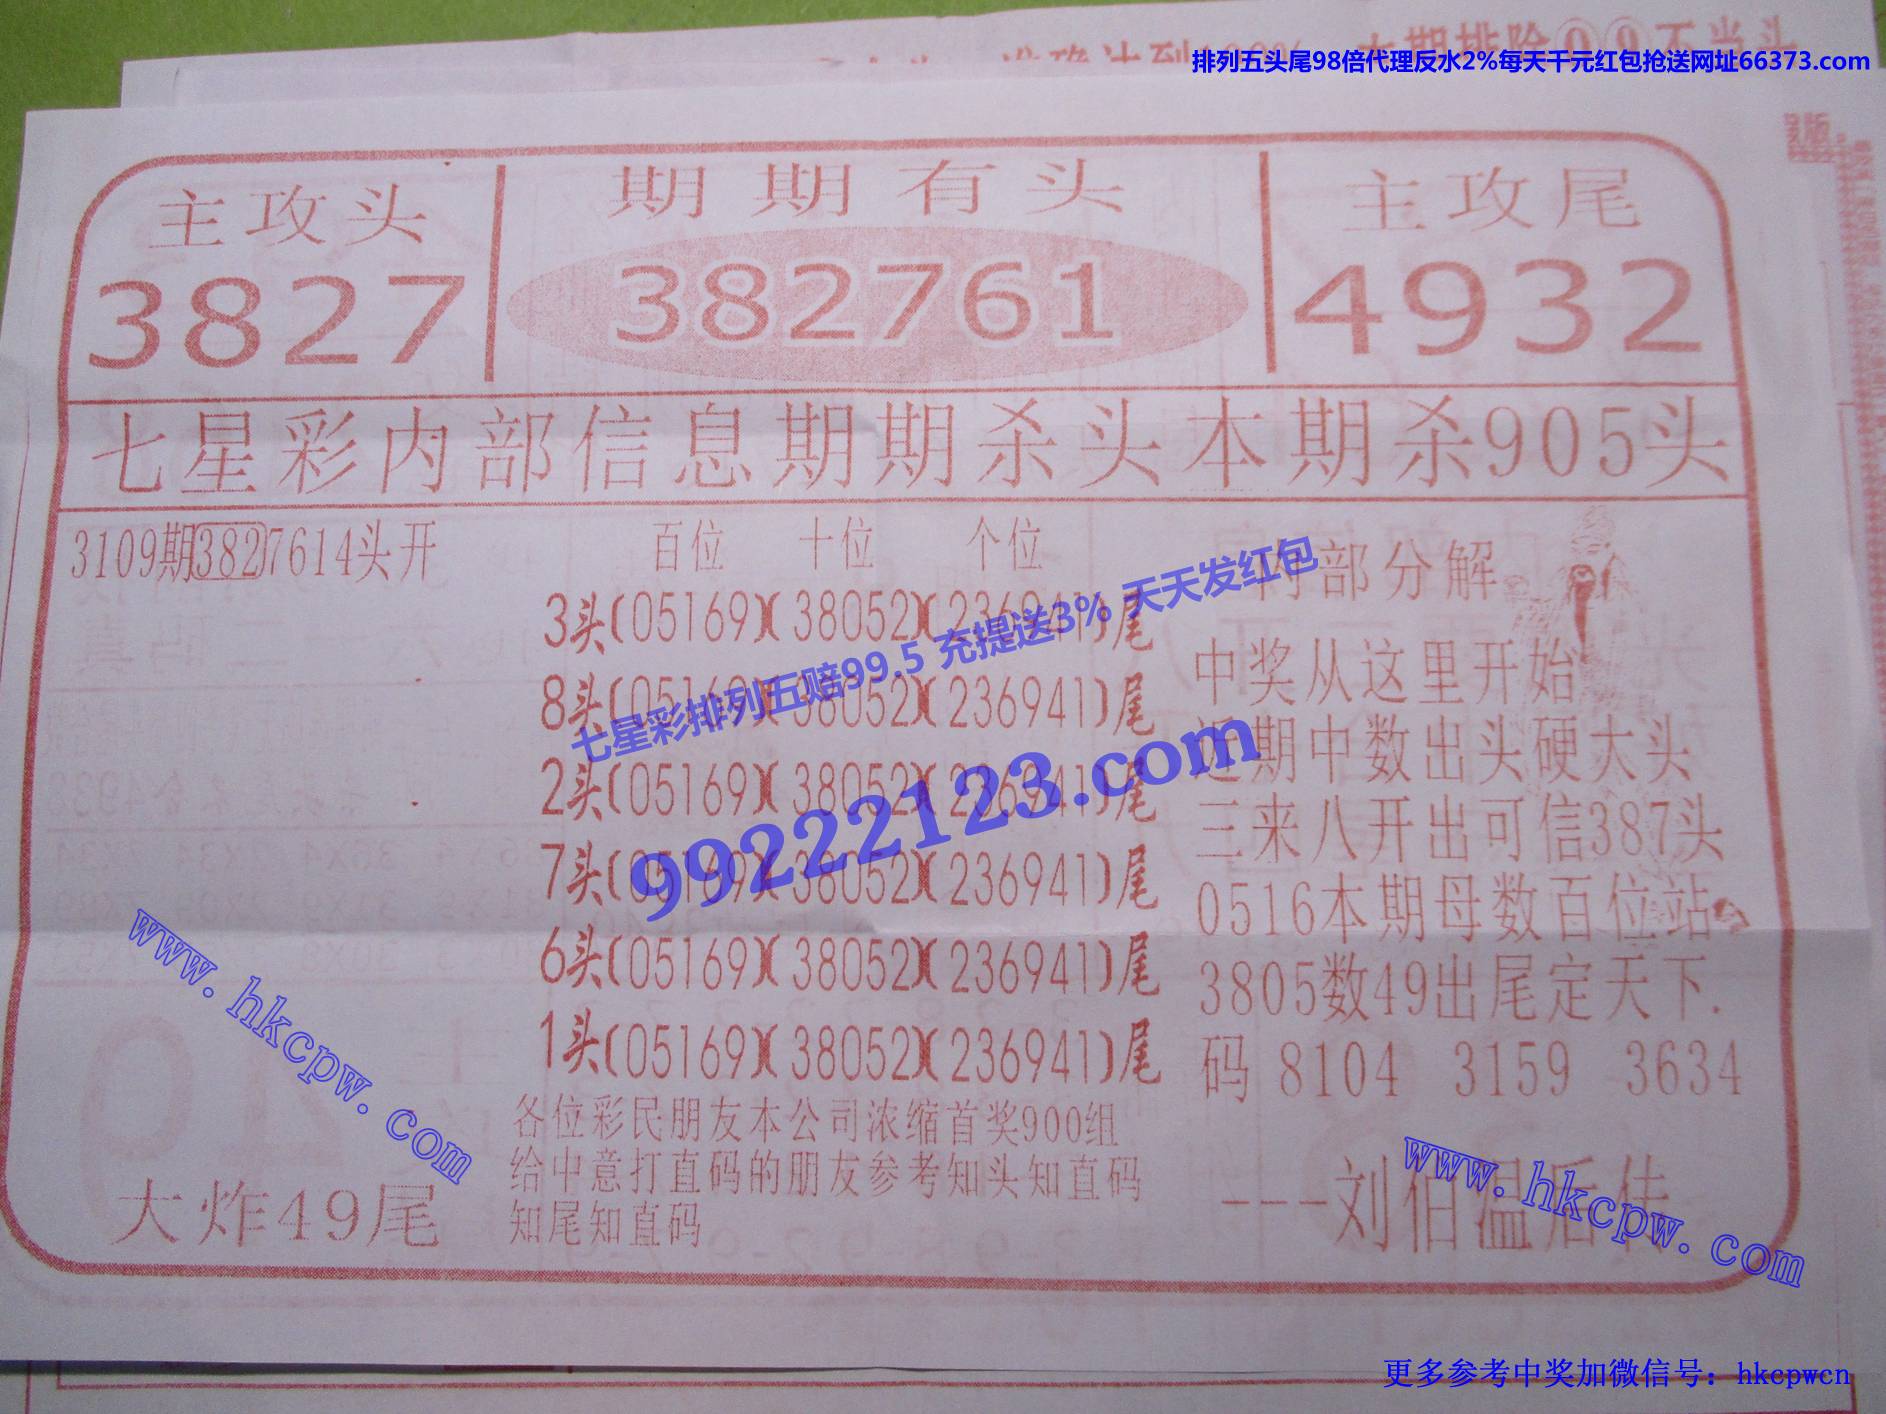 排列五头尾98倍代理反水2%每天千元红包抢送网址66373.com
主攻头
3827
期期有头
382761
主攻尾
4932
七星彩内部信息期期杀头本期杀905头
3109期3827614头开
百位 十位 个位
3头(05169)(38052)(236941)尾
8头(05169)(38052)(236941)尾
2头(05169)(38052)(236941)尾
7头(05169)(38052)(236941)尾
6头(05169)(38052)(236941)尾
1头(05169)(38052)(236941)尾
各位彩民朋友本公司浓缩首奖900组
给中意打直码的朋友参考知头知直码
知尾知直码
大炸49尾
内部分解
中奖从这里开始
近期中数出头硬大头
三来八开出可信387头
0516本期母数百位站
3805数49出尾定天下.
码 8104 3159 3634
---刘伯温后传
七星彩排列五赔99.5 充提送3% 天天发红包
99222123.com
www.hkcpw.com
www.hkcpw.com
更多参考中奖加微信号：hkcpwcn